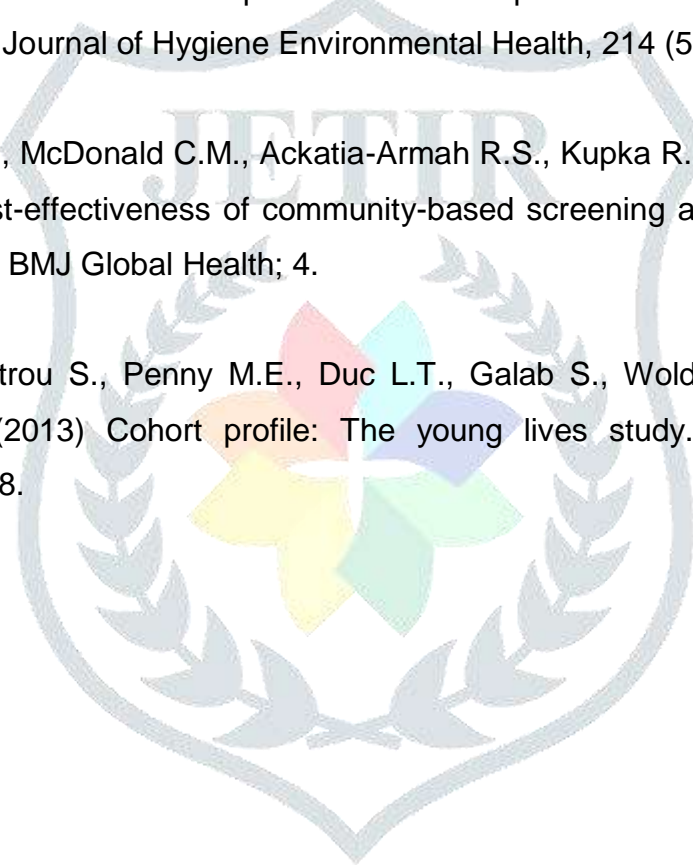 Journal of Hygiene Environmental Health, 214 (5
JETIR
, McDonald C.M., Ackatia-Armah R.S., Kupka R.
st-effectiveness of community-based screening a
BMJ Global Health; 4.
trou S., Penny M.E., Duc L.T., Galab S., Wold
(2013) Cohort profile: The young lives study.
8.